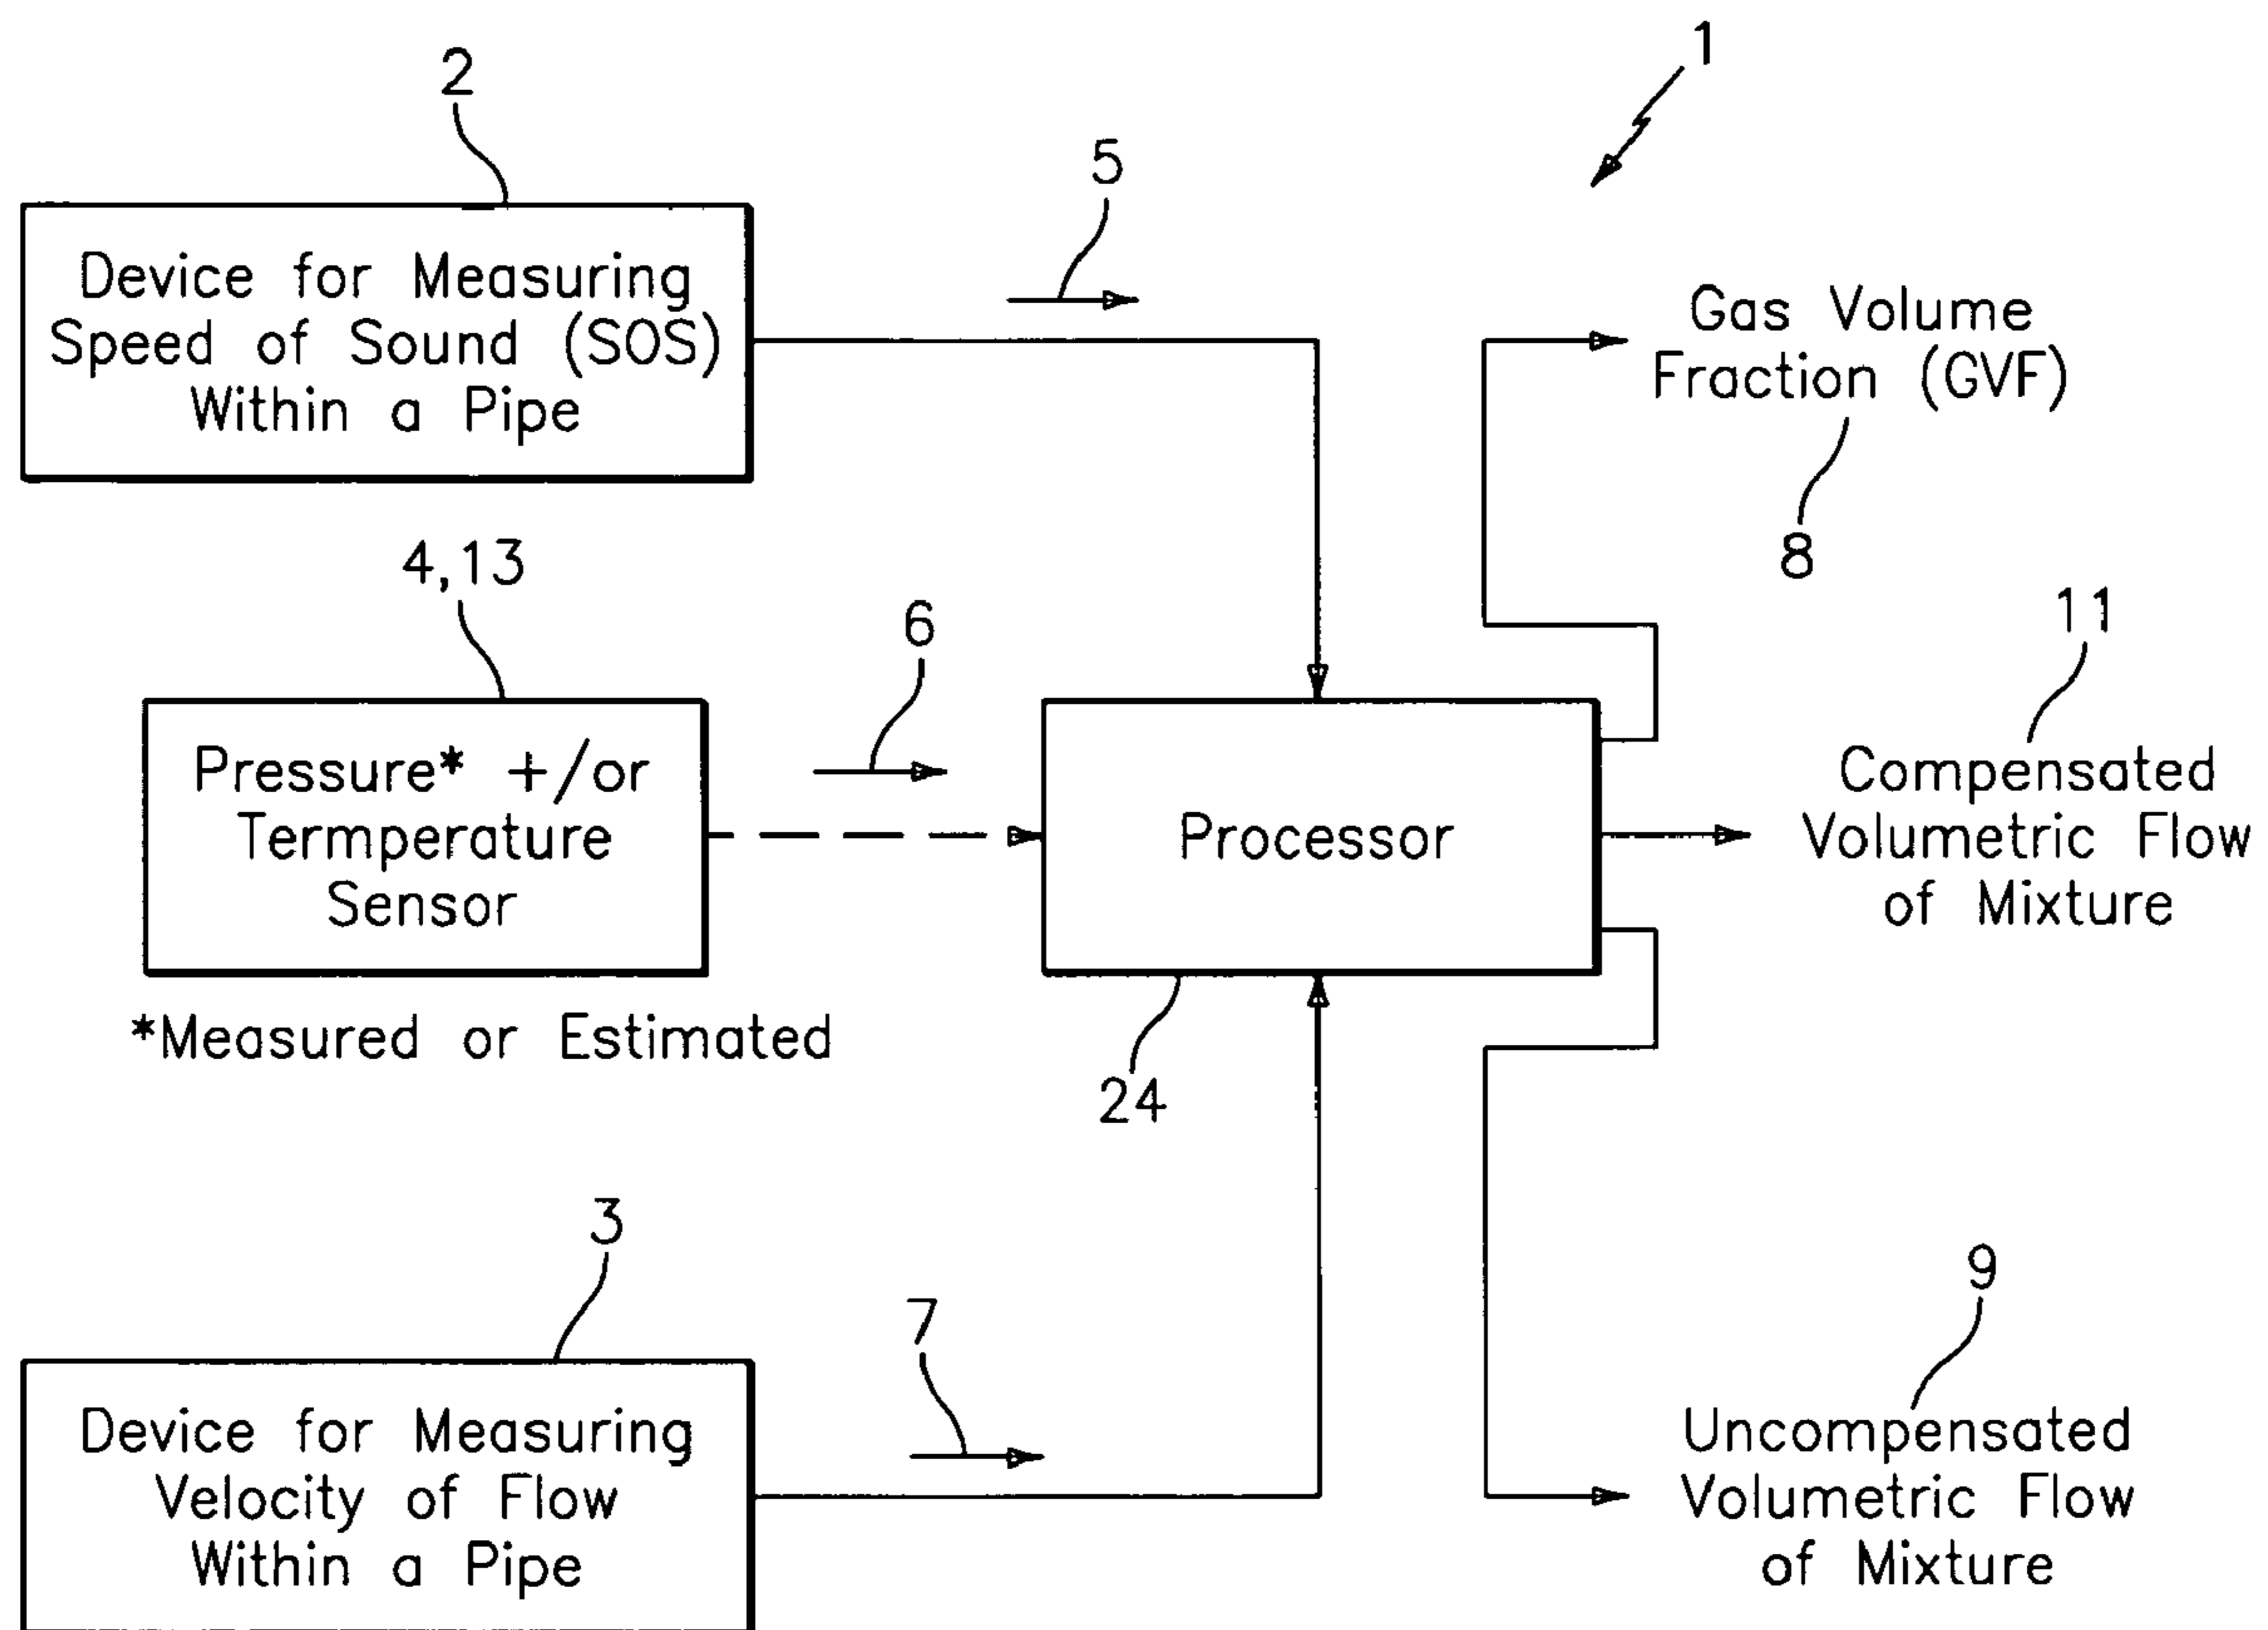 1
2
5
Device for Measuring
Speed of Sound (SOS)
Within a Pipe
Gas Volume
Fraction (GVF)
8
4,13
6
11
Pressure* +/or
Termperature
Sensor
Processor
Compensated
Volumetric Flow
of Mixture
*Measured or Estimated
24
3
7
9
Device for Measuring
Velocity of Flow
Within a Pipe
Uncompensated
Volumetric Flow
of Mixture